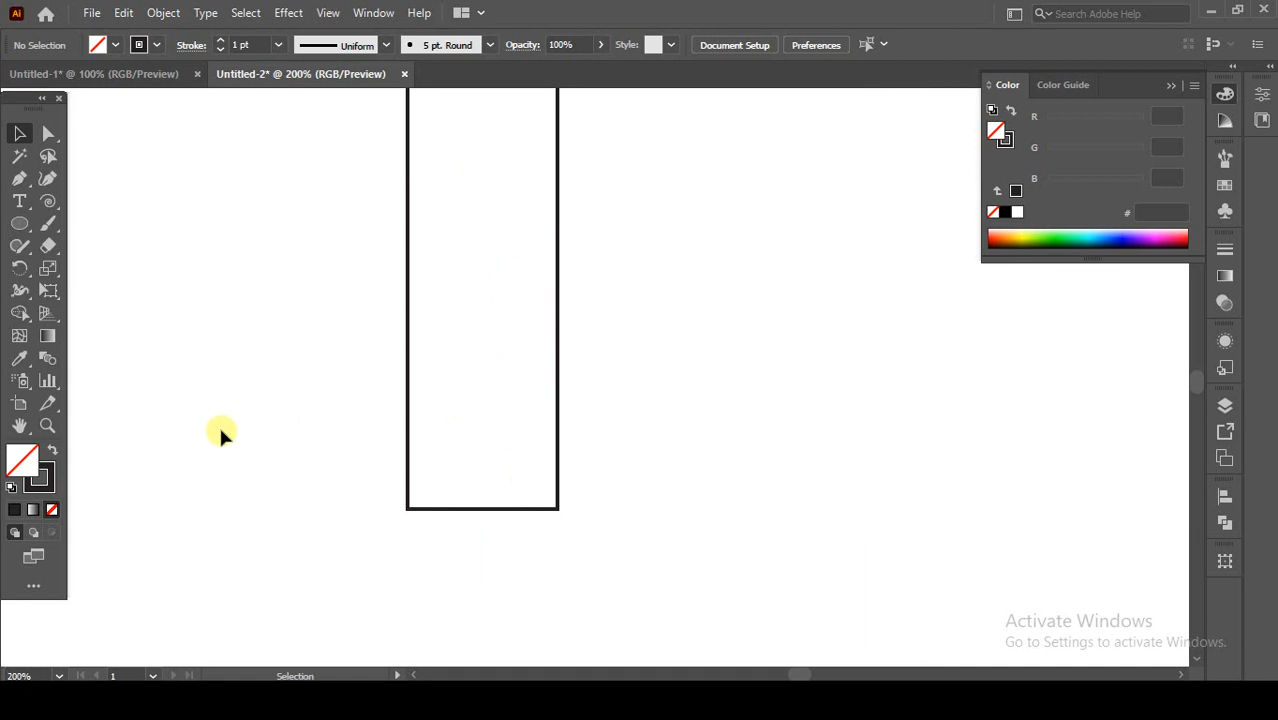 Ai File Edit Object Type Select Effect View Window Help Search Adobe Help
No Selection Stroke: 1 pt Uniform 5 pt. Round Opacity: 100% Style: Document Setup Preferences
Untitled-1* @ 100% (RGB/Preview) × Untitled-2* @ 200% (RGB/Preview) ×
Color Color Guide
R
G
B
#
T
Activate Windows
Go to Settings to activate Windows.
200% 1 Selection